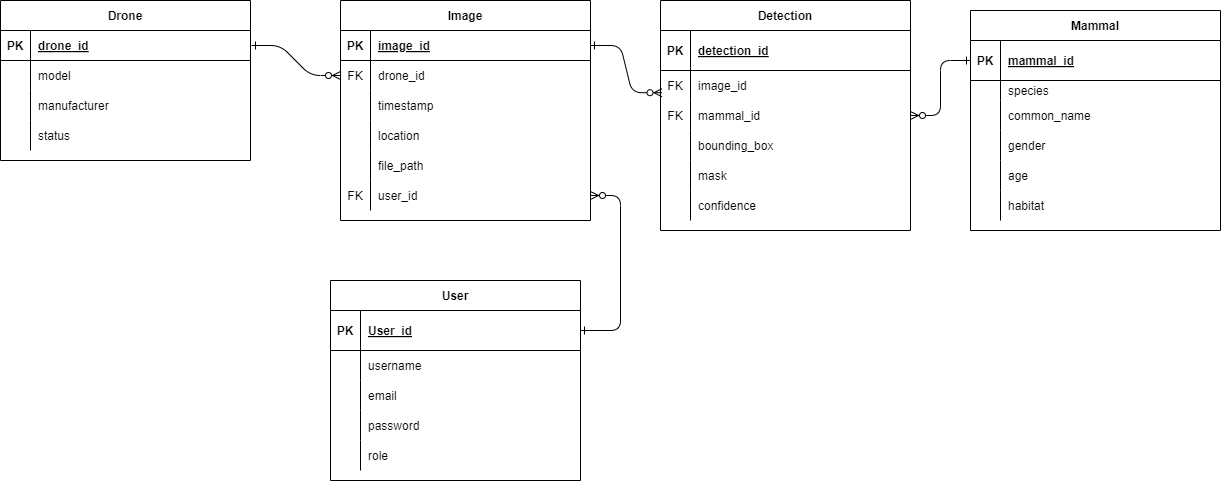 Drone
PK drone_id
model
manufacturer
status
Image
PK image_id
FK drone_id
timestamp
location
file_path
FK user_id
Detection
PK detection_id
FK image_id
FK mammal_id
bounding_box
mask
confidence
Mammal
PK mammal_id
species
common_name
gender
age
habitat
User
PK User_id
username
email
password
role